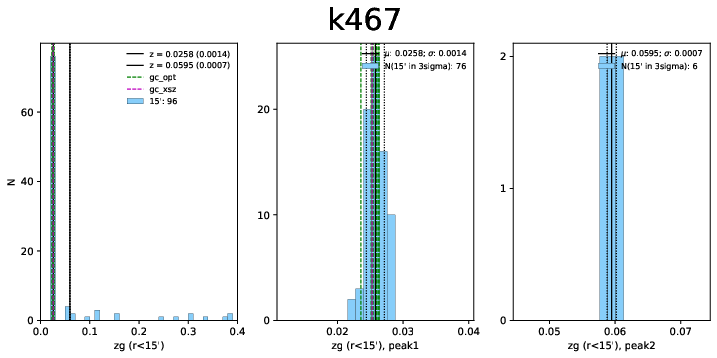 k467
z = 0.0258 (0.0014)
z = 0.0595 (0.0007)
gc_opt
gc_xsz
15': 96
N
0
20
40
60
0.0
0.1
0.2
0.3
0.4
zg (r<15')
μ: 0.0258; σ: 0.0014
N(15' in 3sigma): 76
0
10
20
0.02
0.03
0.04
zg (r<15'), peak1
μ: 0.0595; σ: 0.0007
N(15' in 3sigma): 6
0
1
2
0.05
0.06
0.07
zg (r<15'), peak2